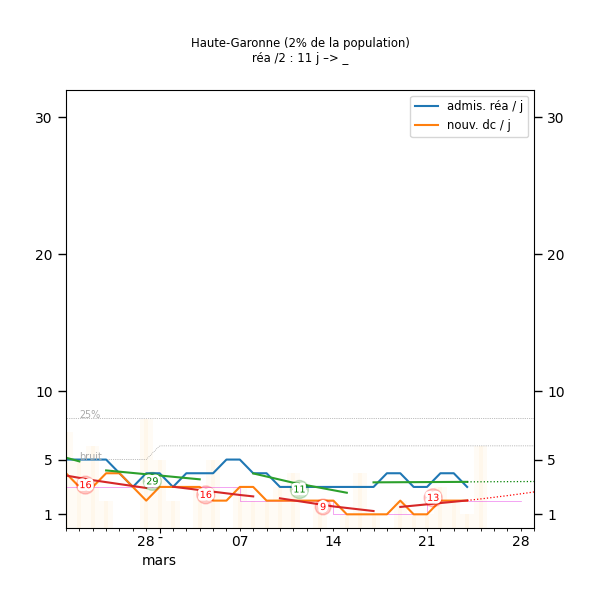 Haute-Garonne (2% de la population)
réa /2 : 11 j –> _
admis. réa / j
nouv. dc / j
30 30
20 20
10 10
25%
bruit
5 5
16 29 16 11 9 13
1 1
28 07 14 21 28
mars